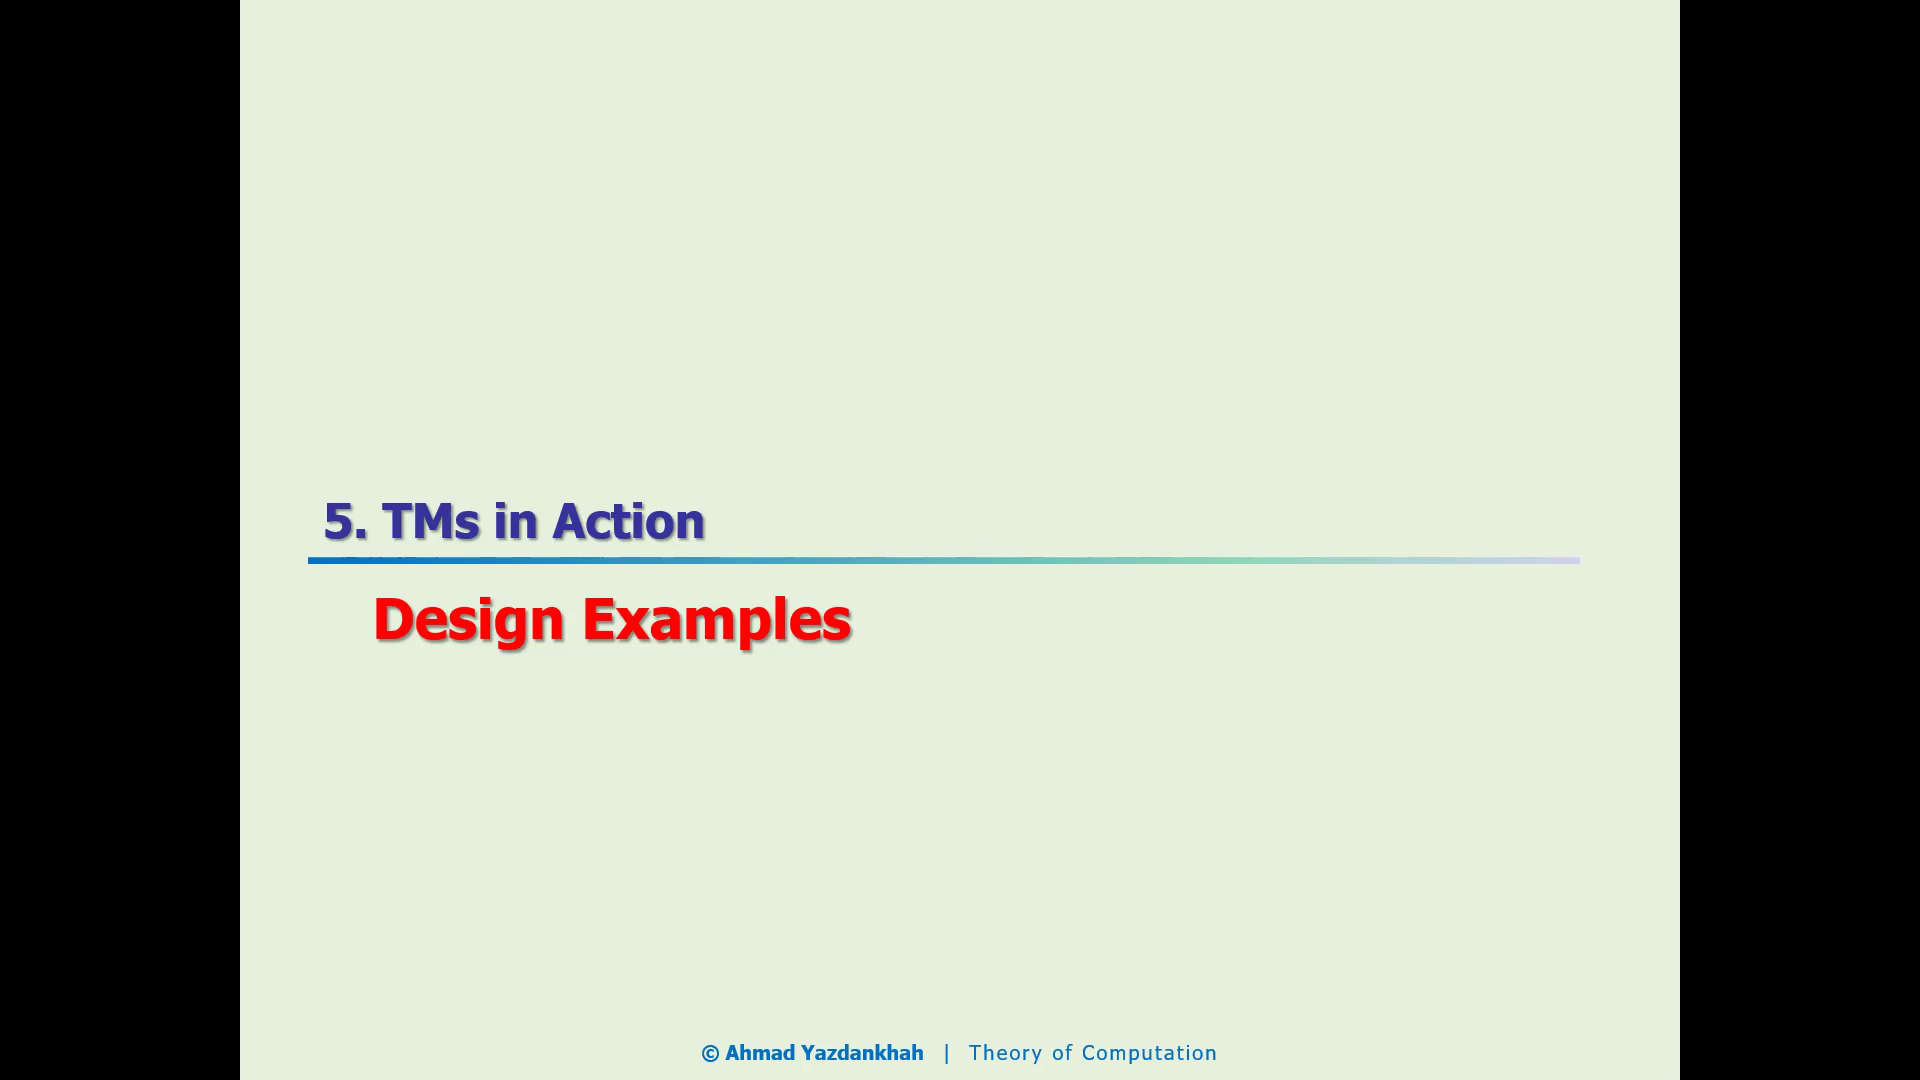 5. TMs in Action
Design Examples
© Ahmad Yazdankhah | Theory of Computation